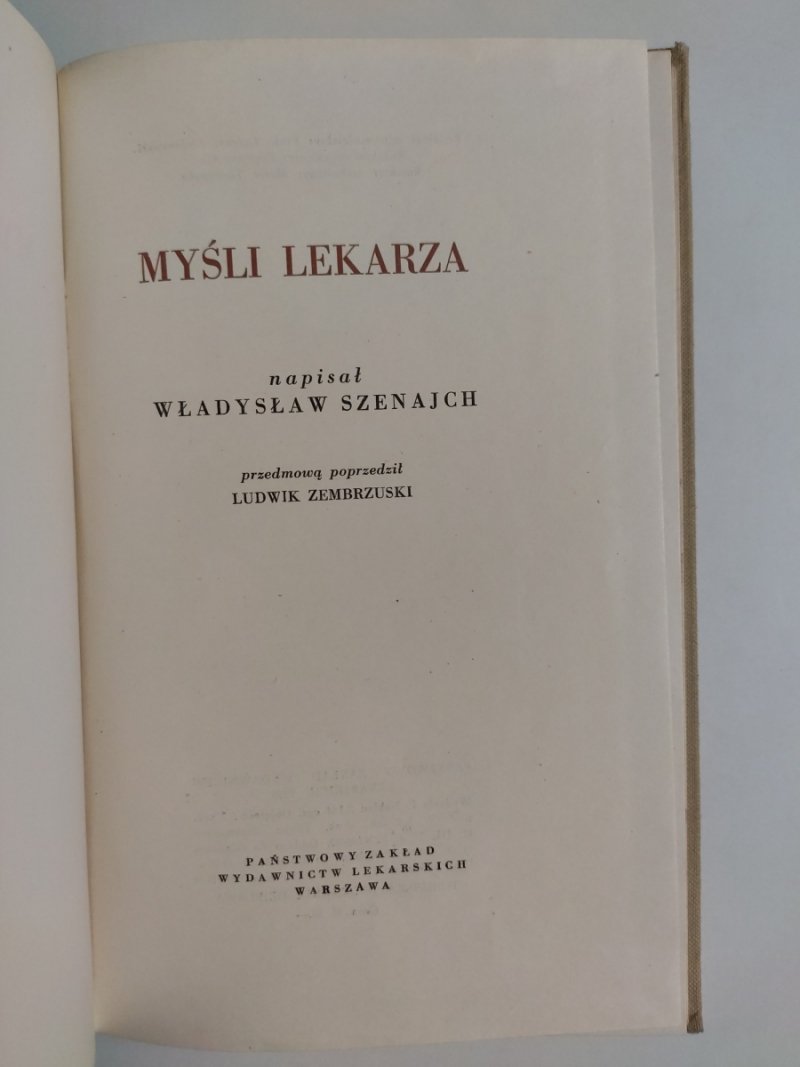 MYŚLI LEKARZA
napisał
WŁADYSŁAW SZENAJCH
przedmową poprzedził
LUDWIK ZEMBRZUSKI
PAŃSTWOWY ZAKŁAD
WYDAWNICTW LEKARSKICH
WARSZAWA